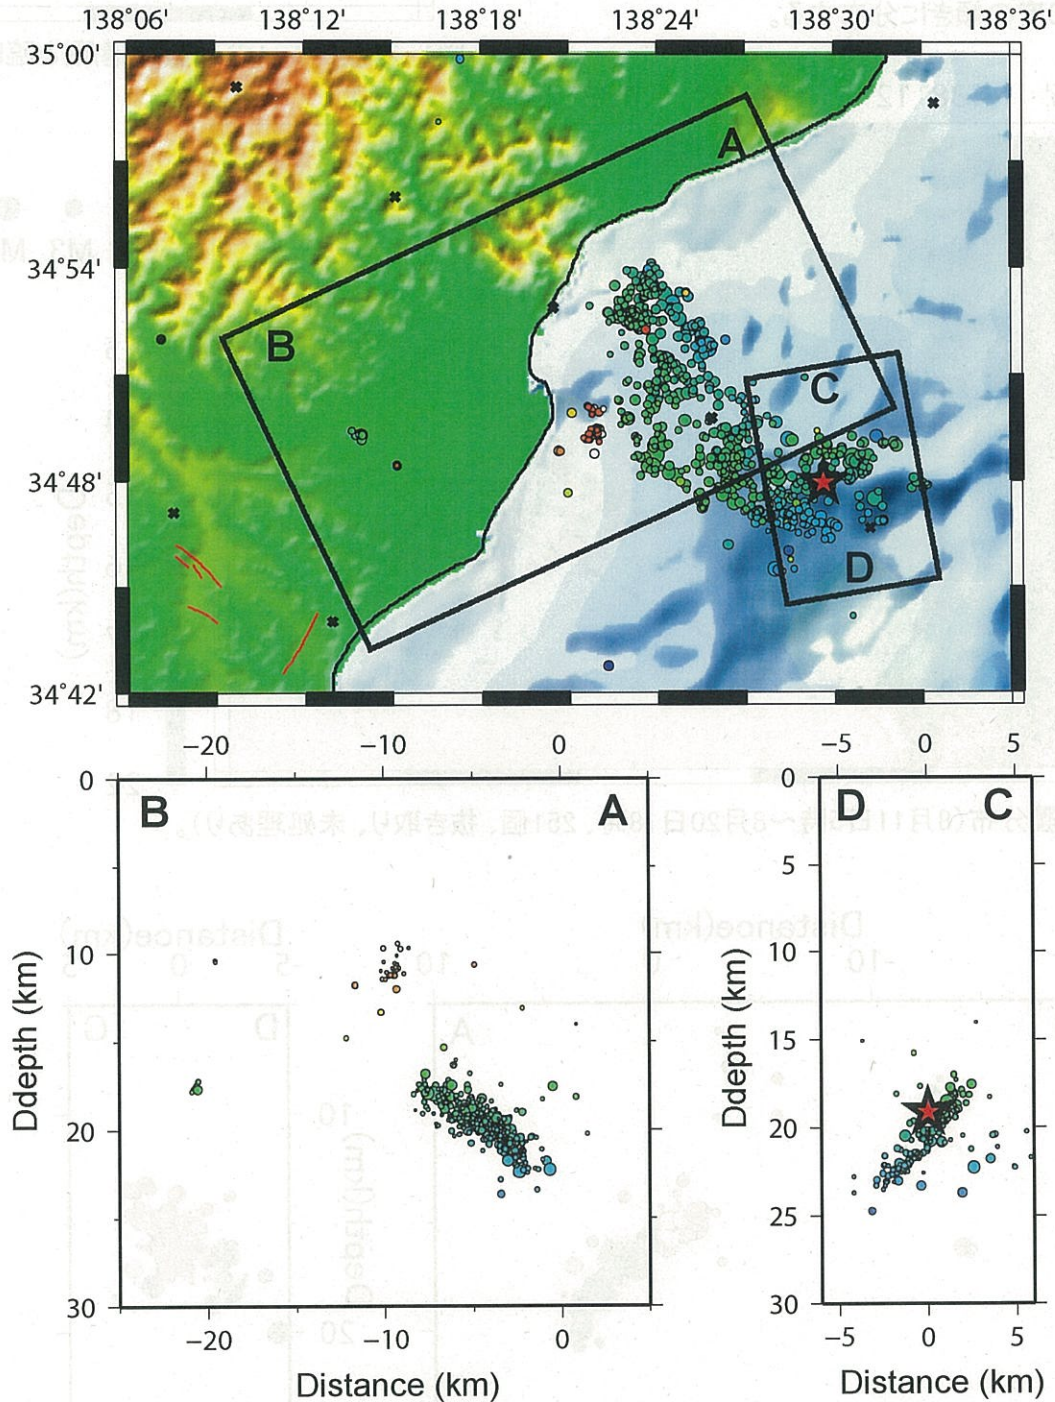 138°06' 138°12' 138°18' 138°24' 138°30' 138°36'
35°00'
A
34°54'
B
C
34°48'
D
34°42'
−20 −10 0 −5 0 5
0 B A 0 D C
5
10 10
15
20 20
25
30 30
Ddepth (km) Ddepth (km)
−20 −10 0 −5 0 5
Distance (km) Distance (km)